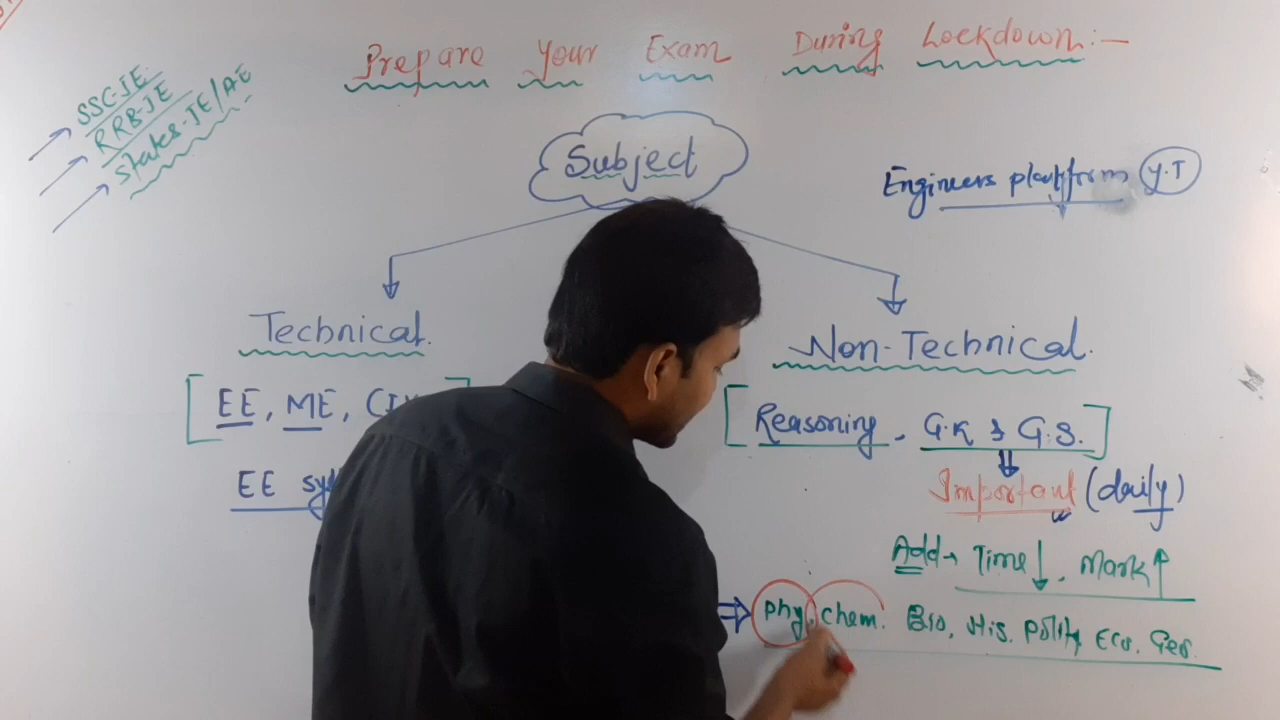 Prepare Your Exam During Lockdown:-
SSC-JE
RRB-JE
States-JE/AE
Subject
Engineers platform Y.T
Technical
Non-Technical.
EE, ME,
Reasoning, G.K & G.S.
EE
Important (daily)
Add → Time↓, Mark↑
⇒ Phy, Chem. Bio, His. Polity Eco. Geo.